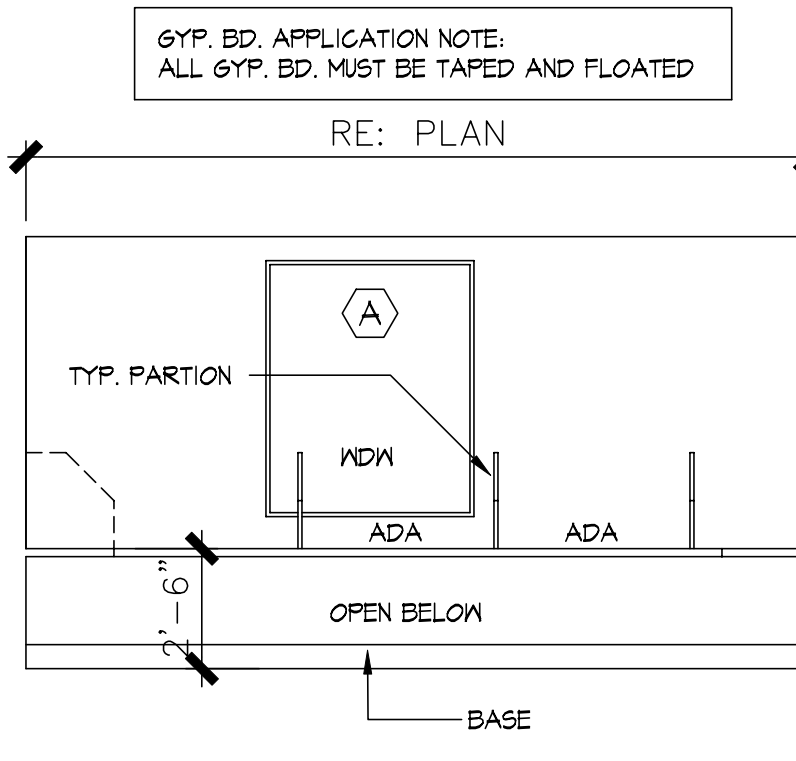 GYP. BD. APPLICATION NOTE:
ALL GYP. BD. MUST BE TAPED AND FLOATED
RE: PLAN
A
TYP. PARTION
WDW
ADA
ADA
2'-6"
OPEN BELOW
BASE